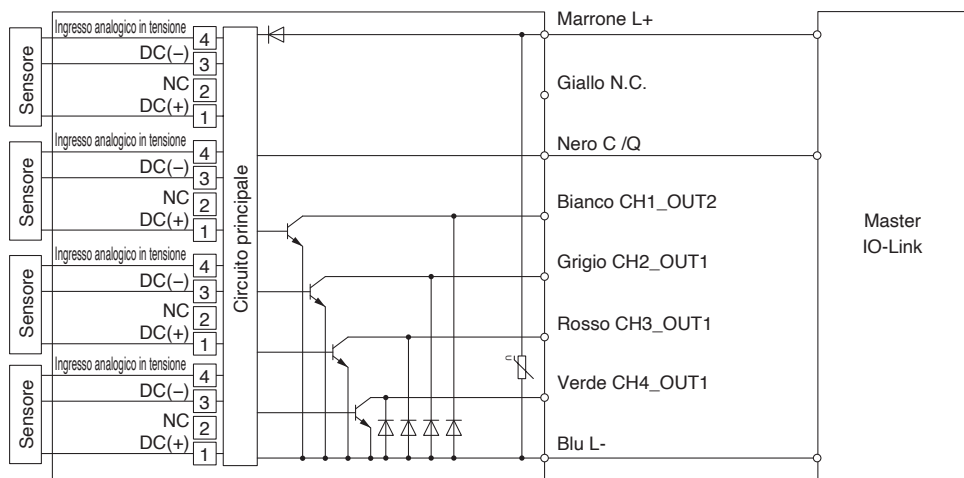 Sensore
Ingresso analogico in tensione
4
DC(−)
3
NC
2
DC(+)
1
Sensore
Ingresso analogico in tensione
4
DC(−)
3
NC
2
DC(+)
1
Sensore
Ingresso analogico in tensione
4
DC(−)
3
NC
2
DC(+)
1
Sensore
Ingresso analogico in tensione
4
DC(−)
3
NC
2
DC(+)
1
Circuito principale
U
Marrone L+
Giallo N.C.
Nero C /Q
Bianco CH1_OUT2
Grigio CH2_OUT1
Rosso CH3_OUT1
Verde CH4_OUT1
Blu L-
Master
IO-Link